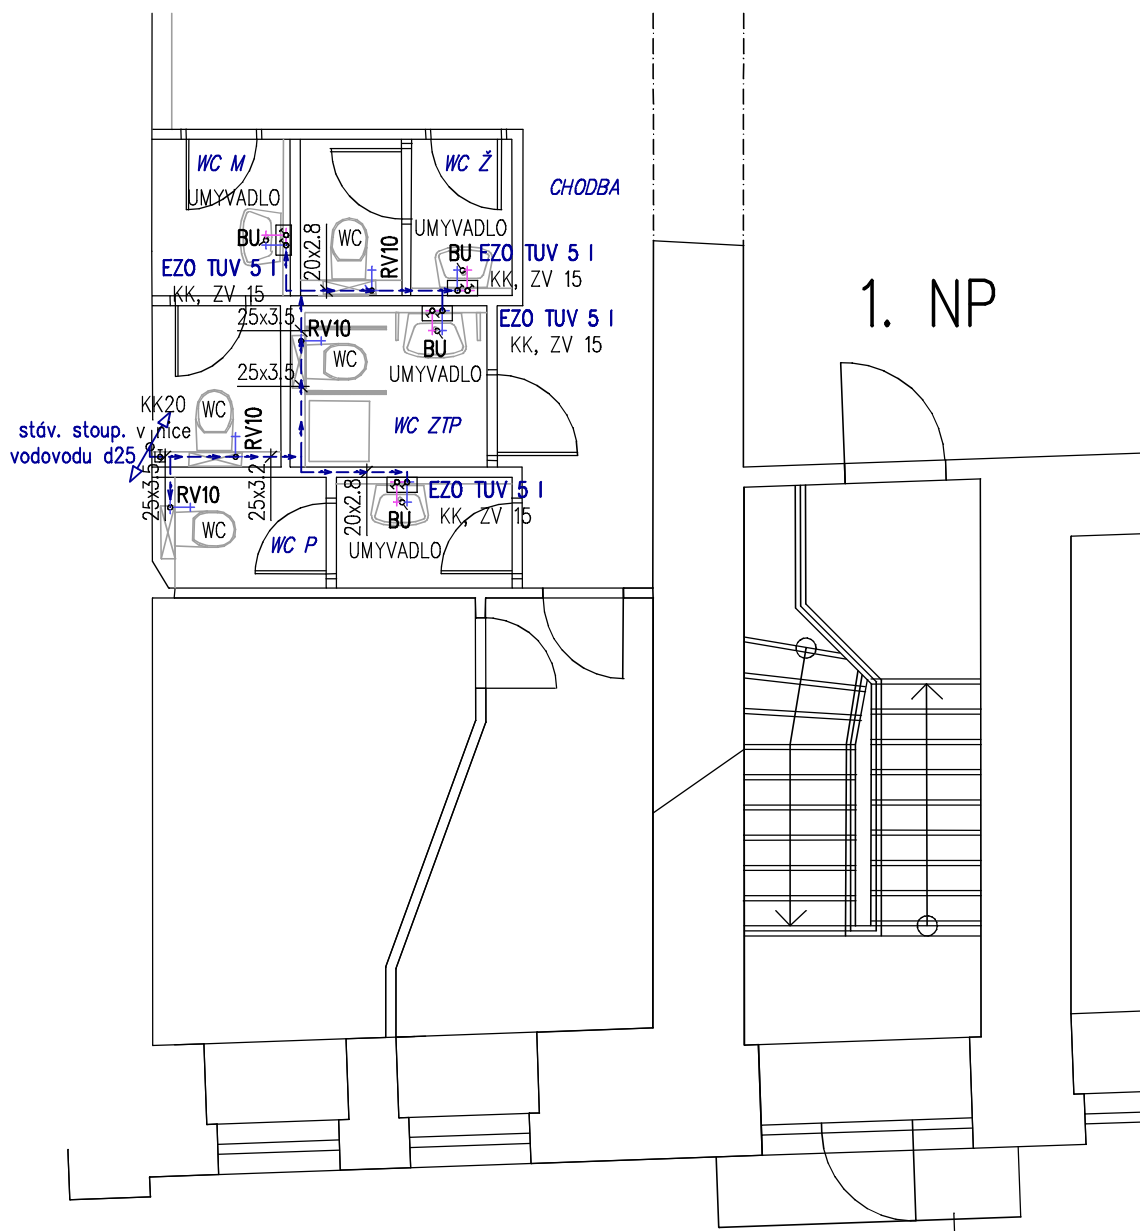 WC M
WC Ž
CHODBA
UMYVADLO
UMYVADLO
BU
WC
20x2.8
RV10
BU
EZO TUV 5 l
KK, ZV 15
EZO TUV 5 l
KK, ZV 15
1. NP
25x3.5
RV10
EZO TUV 5 l
KK, ZV 15
BU
WC
25x3.5
UMYVADLO
KK20
WC
RV10
WC ZTP
stáv. stoup. v nice
vodovodu d25
25x3.5
RV10
25x3.2
20x2.8
EZO TUV 5 l
KK, ZV 15
BU
WC
WC P
UMYVADLO